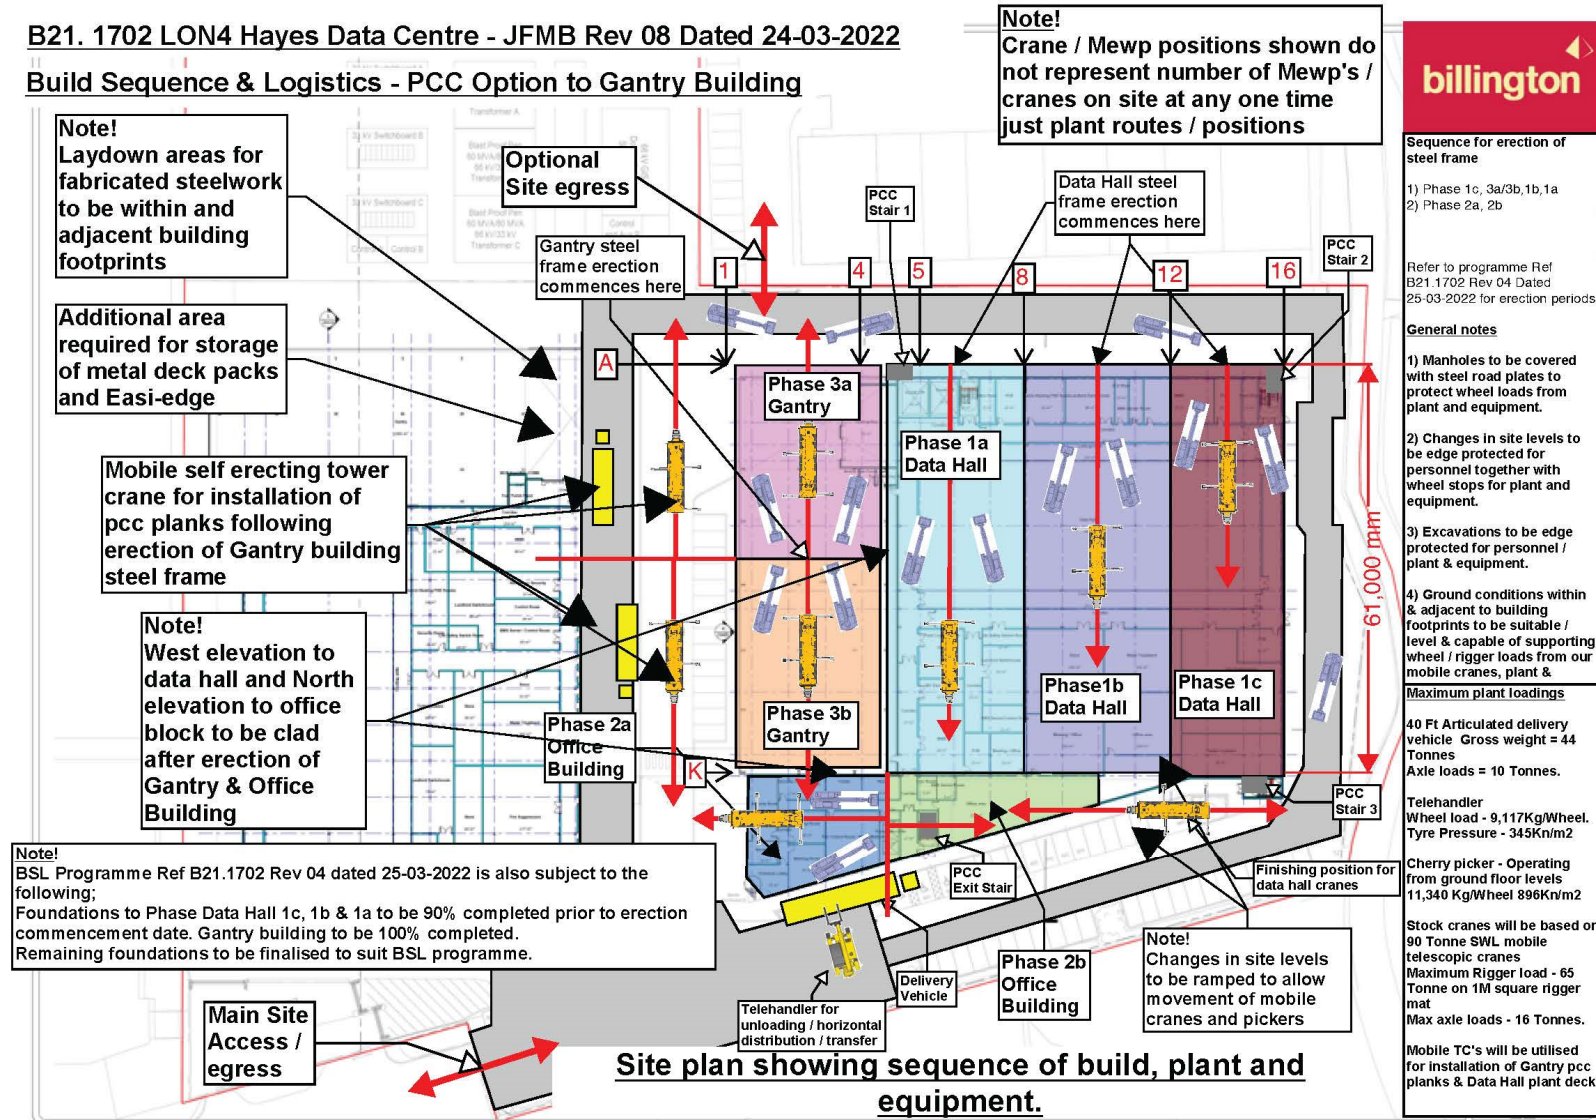 B21. 1702 LON4 Hayes Data Centre - JFMB Rev 08 Dated 24-03-2022
Build Sequence & Logistics - PCC Option to Gantry Building
Note!
Crane / Mewp positions shown do
not represent number of Mewp's /
cranes on site at any one time
just plant routes / positions
billington
Note!
Laydown areas for
fabricated steelwork
to be within and
adjacent building
footprints
Transformer A
Transformer C
Optional
Site egress
PCC
Stair 1
Data Hall steel
frame erection
commences here
PCC
Stair 2
Gantry steel
frame erection
commences here
1
4
5
8
12
16
Additional area
required for storage
of metal deck packs
and Easi-edge
A
Phase 3a
Gantry
Phase 1a
Data Hall
Mobile self erecting tower
crane for installation of
pcc planks following
erection of Gantry building
steel frame
61,000 mm
Note!
West elevation to
data hall and North
elevation to office
block to be clad
after erection of
Gantry & Office
Building
Phase 2a
Office
Building
Phase 3b
Gantry
Phase1b
Data Hall
Phase 1c
Data Hall
K
PCC
Stair 3
Note!
BSL Programme Ref B21.1702 Rev 04 dated 25-03-2022 is also subject to the
following;
Foundations to Phase Data Hall 1c, 1b & 1a to be 90% completed prior to erection
commencement date. Gantry building to be 100% completed.
Remaining foundations to be finalised to suit BSL programme.
PCC
Exit Stair
Finishing position for
data hall cranes
Note!
Changes in site levels
to be ramped to allow
movement of mobile
cranes and pickers
Phase 2b
Office
Building
Delivery
Vehicle
Telehandler for
unloading / horizontal
distribution / transfer
Main Site
Access /
egress
Site plan showing sequence of build, plant and
equipment.
Sequence for erection of
steel frame
1) Phase 1c, 3a/3b,1b,1a
2) Phase 2a, 2b
Refer to programme Ref
B21.1702 Rev 04 Dated
25-03-2022 for erection periods
General notes
1) Manholes to be covered
with steel road plates to
protect wheel loads from
plant and equipment.
2) Changes in site levels to
be edge protected for
personnel together with
wheel stops for plant and
equipment.
3) Excavations to be edge
protected for personnel /
plant & equipment.
4) Ground conditions within
& adjacent to building
footprints to be suitable /
level & capable of supporting
wheel / rigger loads from our
mobile cranes, plant &
Maximum plant loadings
40 Ft Articulated delivery
vehicle Gross weight = 44
Tonnes
Axle loads = 10 Tonnes.
Telehandler
Wheel load - 9,117Kg/Wheel.
Tyre Pressure - 345Kn/m2
Cherry picker - Operating
from ground floor levels
11,340 Kg/Wheel 896Kn/m2
Stock cranes will be based on
90 Tonne SWL mobile
telescopic cranes
Maximum Rigger load - 65
Tonne on 1M square rigger
mat
Max axle loads - 16 Tonnes.
Mobile TC's will be utilised
for installation of Gantry pcc
planks & Data Hall plant deck